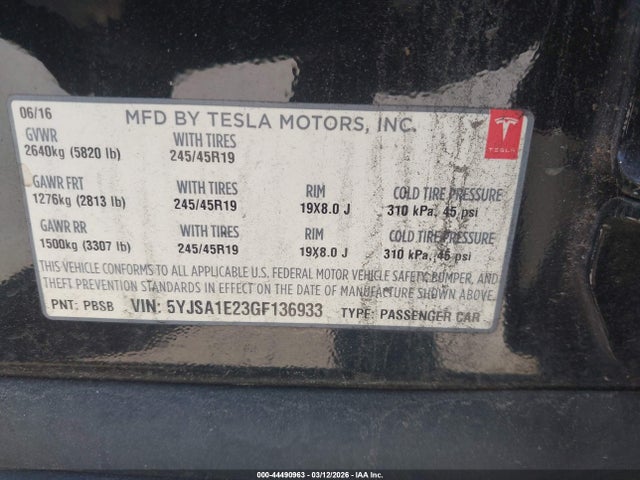 06/16 MFD BY TESLA MOTORS, INC.
TESLA
GVWR WITH TIRES
2640kg (5820 lb) 245/45R19
GAWR FRT WITH TIRES RIM COLD TIRE PRESSURE
1276kg (2813 lb) 245/45R19 19X8.0 J 310 kPa, 45 psi
GAWR RR WITH TIRES RIM COLD TIRE PRESSURE
1500kg (3307 lb) 245/45R19 19X8.0 J 310 kPa, 45 psi
THIS VEHICLE CONFORMS TO ALL APPLICABLE U.S. FEDERAL MOTOR VEHICLE SAFETY, BUMPER, AND
THEFT PREVENTION STANDARDS IN EFFECT ON THE DATE OF MANUFACTURE SHOWN ABOVE.
PNT: PBSB VIN: 5YJSA1E23GF136933 TYPE: PASSENGER CAR
000-44490963 - 03/12/2026 - IAA Inc.